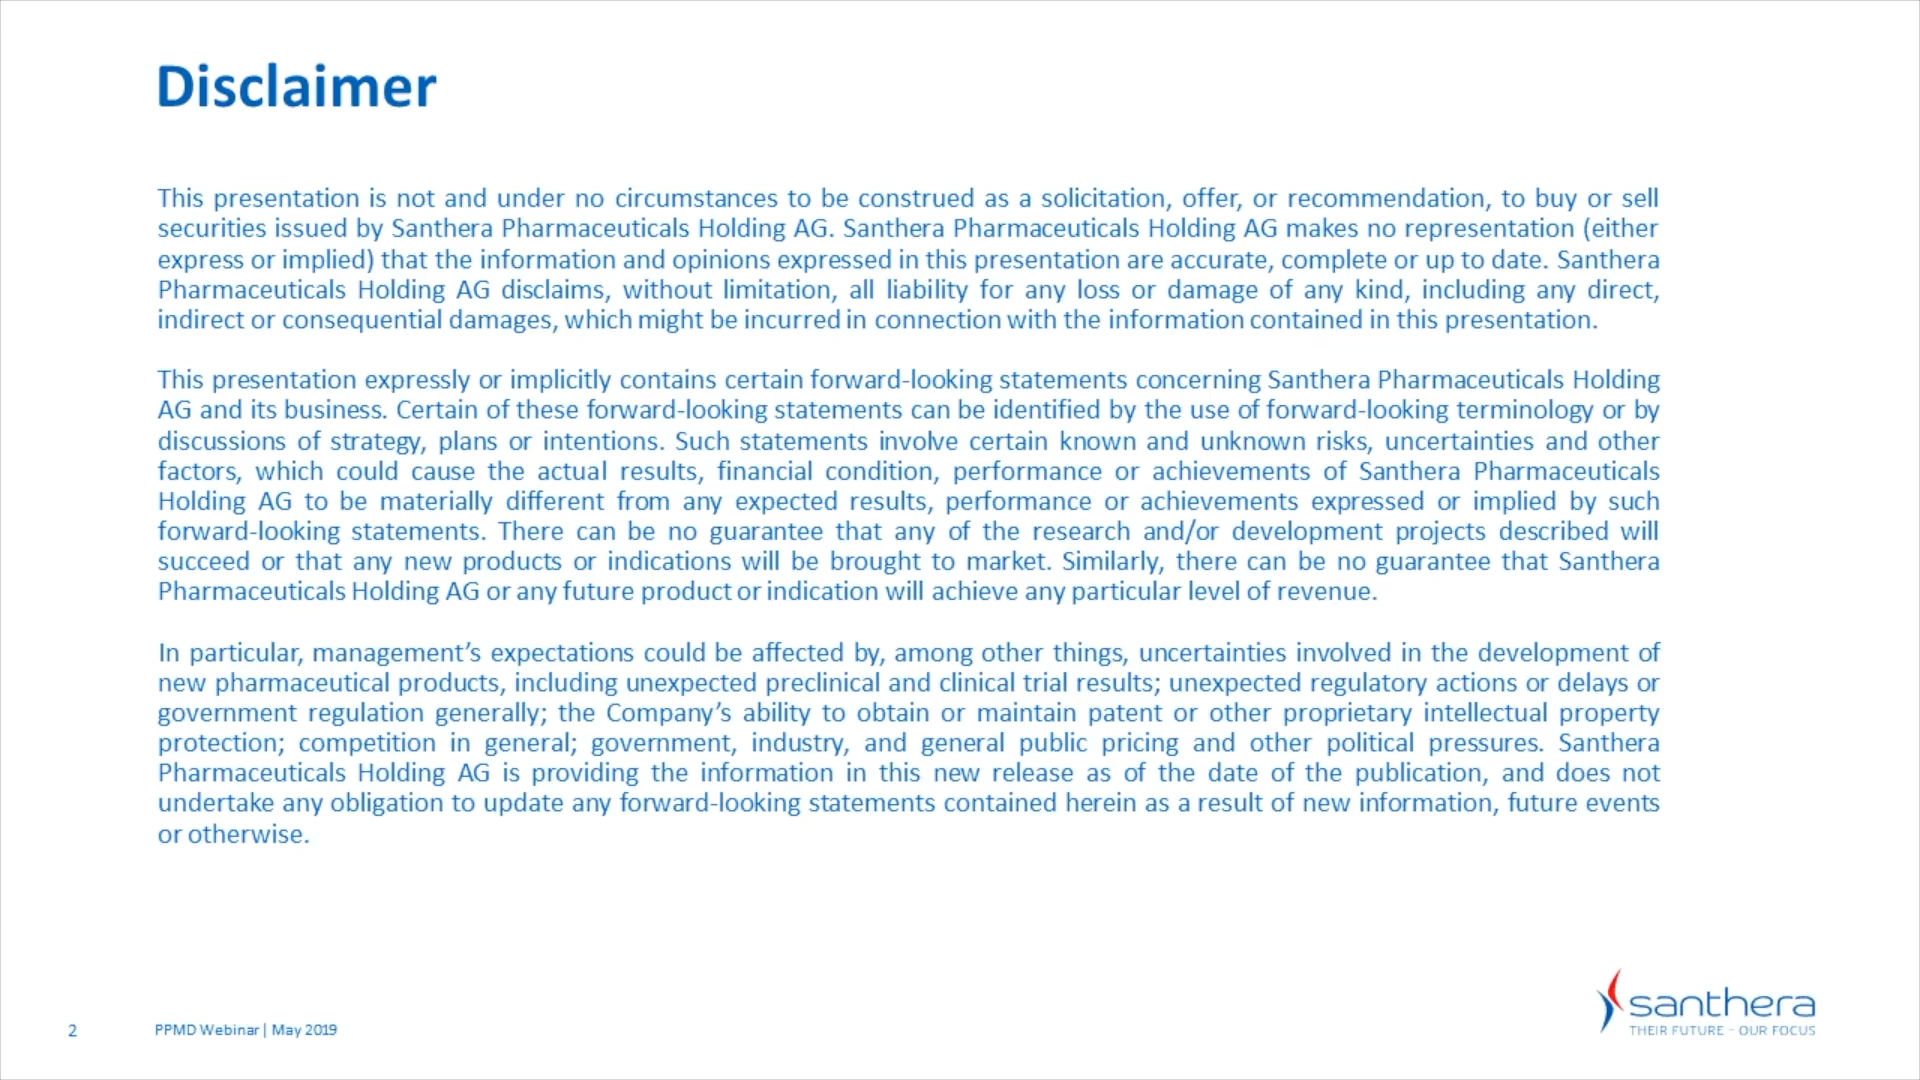 Disclaimer
This presentation is not and under no circumstances to be construed as a solicitation, offer, or recommendation, to buy or sell
securities issued by Santhera Pharmaceuticals Holding AG. Santhera Pharmaceuticals Holding AG makes no representation (either
express or implied) that the information and opinions expressed in this presentation are accurate, complete or up to date. Santhera
Pharmaceuticals Holding AG disclaims, without limitation, all liability for any loss or damage of any kind, including any direct,
indirect or consequential damages, which might be incurred in connection with the information contained in this presentation.
This presentation expressly or implicitly contains certain forward-looking statements concerning Santhera Pharmaceuticals Holding
AG and its business. Certain of these forward-looking statements can be identified by the use of forward-looking terminology or by
discussions of strategy, plans or intentions. Such statements involve certain known and unknown risks, uncertainties and other
factors, which could cause the actual results, financial condition, performance or achievements of Santhera Pharmaceuticals
Holding AG to be materially different from any expected results, performance or achievements expressed or implied by such
forward-looking statements. There can be no guarantee that any of the research and/or development projects described will
succeed or that any new products or indications will be brought to market. Similarly, there can be no guarantee that Santhera
Pharmaceuticals Holding AG or any future product or indication will achieve any particular level of revenue.
In particular, management’s expectations could be affected by, among other things, uncertainties involved in the development of
new pharmaceutical products, including unexpected preclinical and clinical trial results; unexpected regulatory actions or delays or
government regulation generally; the Company’s ability to obtain or maintain patent or other proprietary intellectual property
protection; competition in general; government, industry, and general public pricing and other political pressures. Santhera
Pharmaceuticals Holding AG is providing the information in this new release as of the date of the publication, and does not
undertake any obligation to update any forward-looking statements contained herein as a result of new information, future events
or otherwise.
santhera
THEIR FUTURE - OUR FOCUS
2
PPMD Webinar | May 2019